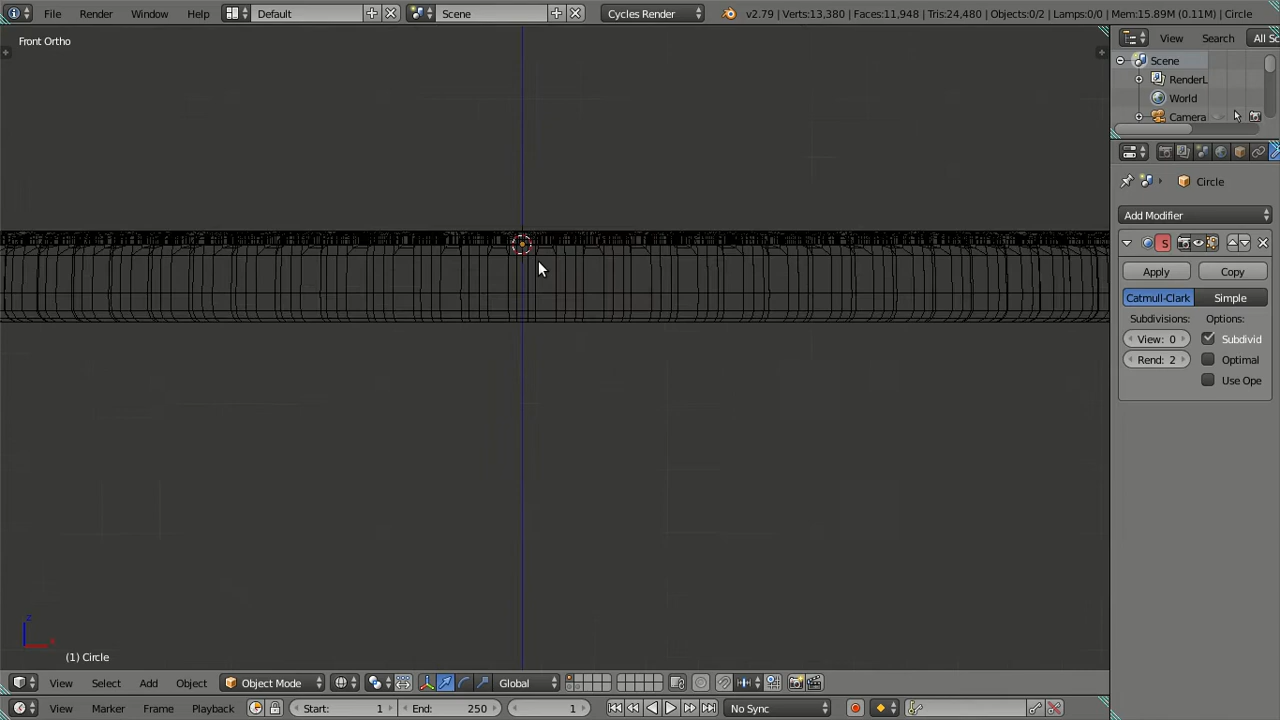 File Render Window Help Default Scene Cycles Render v2.79 | Verts:13,380 | Faces:11,948 | Tris:24,480 | Objects:0/2 | Lamps:0/0 | Mem:15.89M (0.11M) | Circle
Front Ortho
View Search All Sc
Scene
RenderL
World
Camera
Circle
Add Modifier
S
Apply Copy
Catmull-Clark Simple
Subdivisions: Options:
View: 0 Subdivid
Rend: 2 Optimal
Use Ope
z
x
(1) Circle
View Select Add Object Object Mode Global
View Marker Frame Playback Start: 1 End: 250 1 No Sync